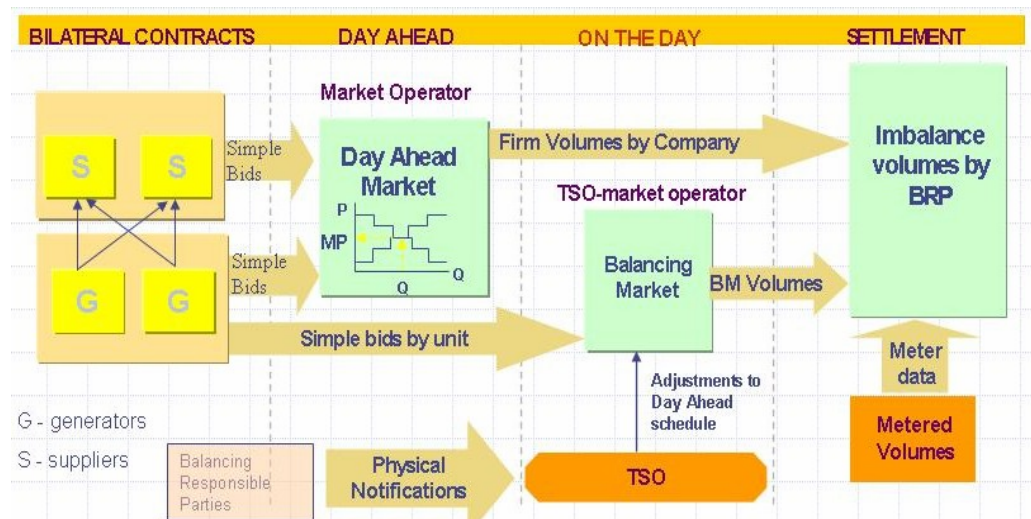 BILATERAL CONTRACTS
DAY AHEAD
ON THE DAY
SETTLEMENT
Market Operator
S
S
Simple
Bids
Day Ahead
Market
P
MP
Q
Q
Firm Volumes by Company
Imbalance
volumes by
BRP
TSO-market operator
G
G
Simple
Bids
Balancing
Market
BM Volumes
Simple bids by unit
Meter
data
Adjustments to
Day Ahead
schedule
G - generators
S - suppliers
Balancing
Responsible
Parties
Physical
Notifications
TSO
Metered
Volumes